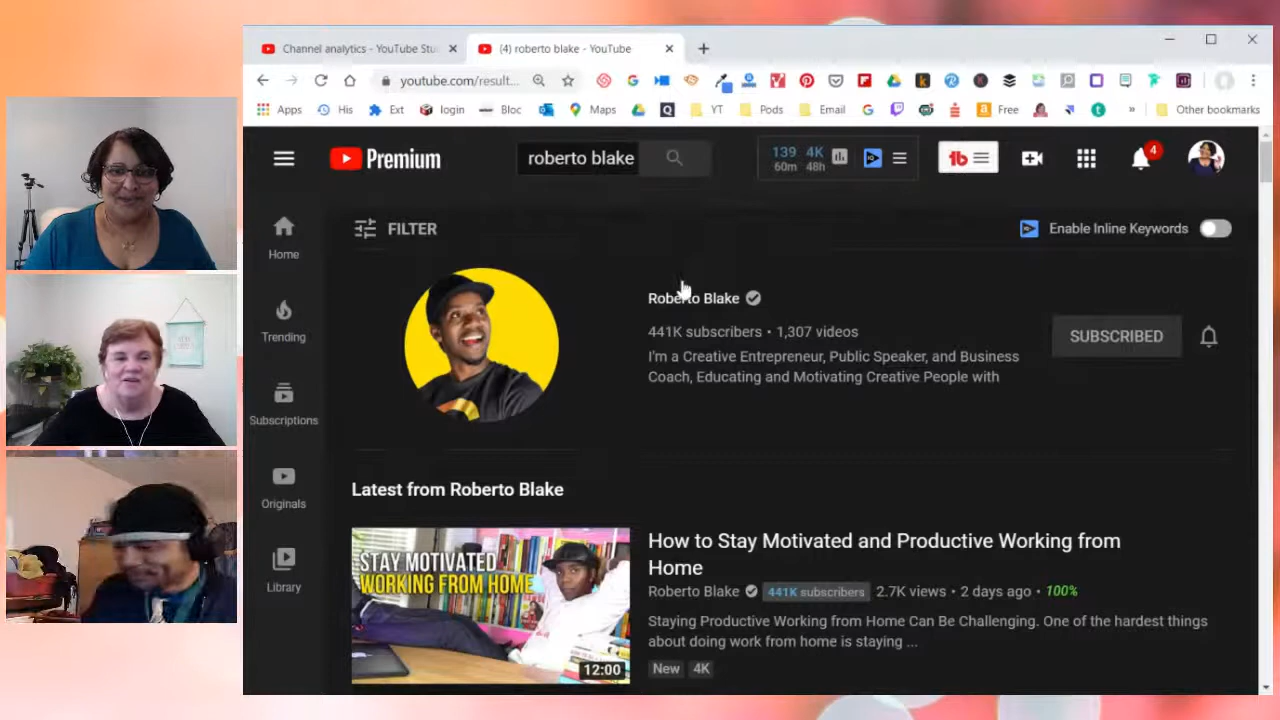 Channel analytics - YouTube Stu
(4) roberto blake - YouTube
youtube.com/result...
Apps
His
Ext
login
Bloc
Maps
YT
Pods
Email
Free
Other bookmarks
Premium
roberto blake
139 4K
60m 48h
4
Home
Trending
Subscriptions
Originals
Library
FILTER
Enable Inline Keywords
Roberto Blake
441K subscribers • 1,307 videos
I'm a Creative Entrepreneur, Public Speaker, and Business
Coach, Educating and Motivating Creative People with
SUBSCRIBED
Latest from Roberto Blake
STAY MOTIVATED
WORKING FROM HOME
12:00
How to Stay Motivated and Productive Working from
Home
Roberto Blake 441K subscribers 2.7K views • 2 days ago • 100%
Staying Productive Working from Home Can Be Challenging. One of the hardest things
about doing work from home is staying ...
New 4K